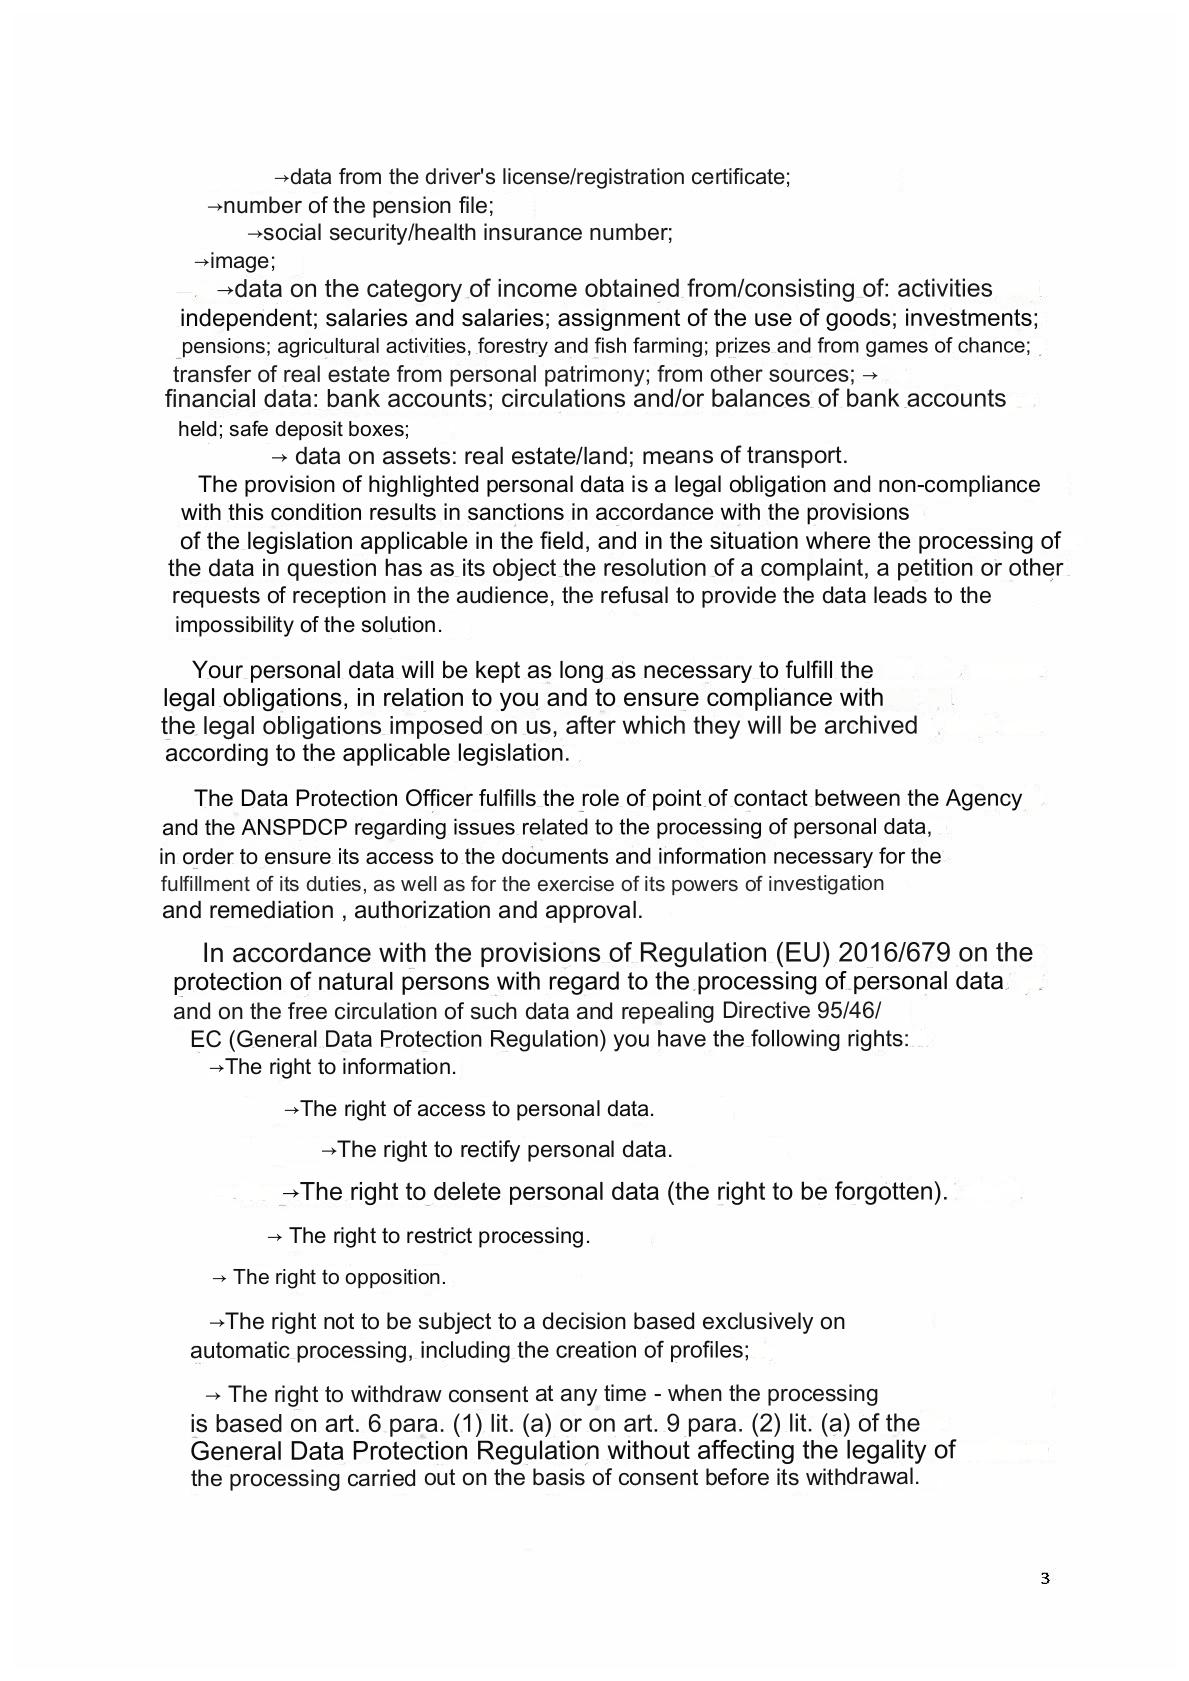 →data from the driver's license/registration certificate;
→number of the pension file;
→social security/health insurance number;
→image;
→data on the category of income obtained from/consisting of: activities
independent; salaries and salaries; assignment of the use of goods; investments;
pensions; agricultural activities, forestry and fish farming; prizes and from games of chance;
transfer of real estate from personal patrimony; from other sources; →
financial data: bank accounts; circulations and/or balances of bank accounts
held; safe deposit boxes;
→ data on assets: real estate/land; means of transport.
The provision of highlighted personal data is a legal obligation and non-compliance
with this condition results in sanctions in accordance with the provisions
of the legislation applicable in the field, and in the situation where the processing of
the data in question has as its object the resolution of a complaint, a petition or other
requests of reception in the audience, the refusal to provide the data leads to the
impossibility of the solution.
Your personal data will be kept as long as necessary to fulfill the
legal obligations, in relation to you and to ensure compliance with
the legal obligations imposed on us, after which they will be archived
according to the applicable legislation.
The Data Protection Officer fulfills the role of point of contact between the Agency
and the ANSPDCP regarding issues related to the processing of personal data,
in order to ensure its access to the documents and information necessary for the
fulfillment of its duties, as well as for the exercise of its powers of investigation
and remediation , authorization and approval.
In accordance with the provisions of Regulation (EU) 2016/679 on the
protection of natural persons with regard to the processing of personal data
and on the free circulation of such data and repealing Directive 95/46/
EC (General Data Protection Regulation) you have the following rights:
→The right to information.
→The right of access to personal data.
→The right to rectify personal data.
→The right to delete personal data (the right to be forgotten).
→ The right to restrict processing.
→ The right to opposition.
→The right not to be subject to a decision based exclusively on
automatic processing, including the creation of profiles;
→ The right to withdraw consent at any time - when the processing
is based on art. 6 para. (1) lit. (a) or on art. 9 para. (2) lit. (a) of the
General Data Protection Regulation without affecting the legality of
the processing carried out on the basis of consent before its withdrawal.
3